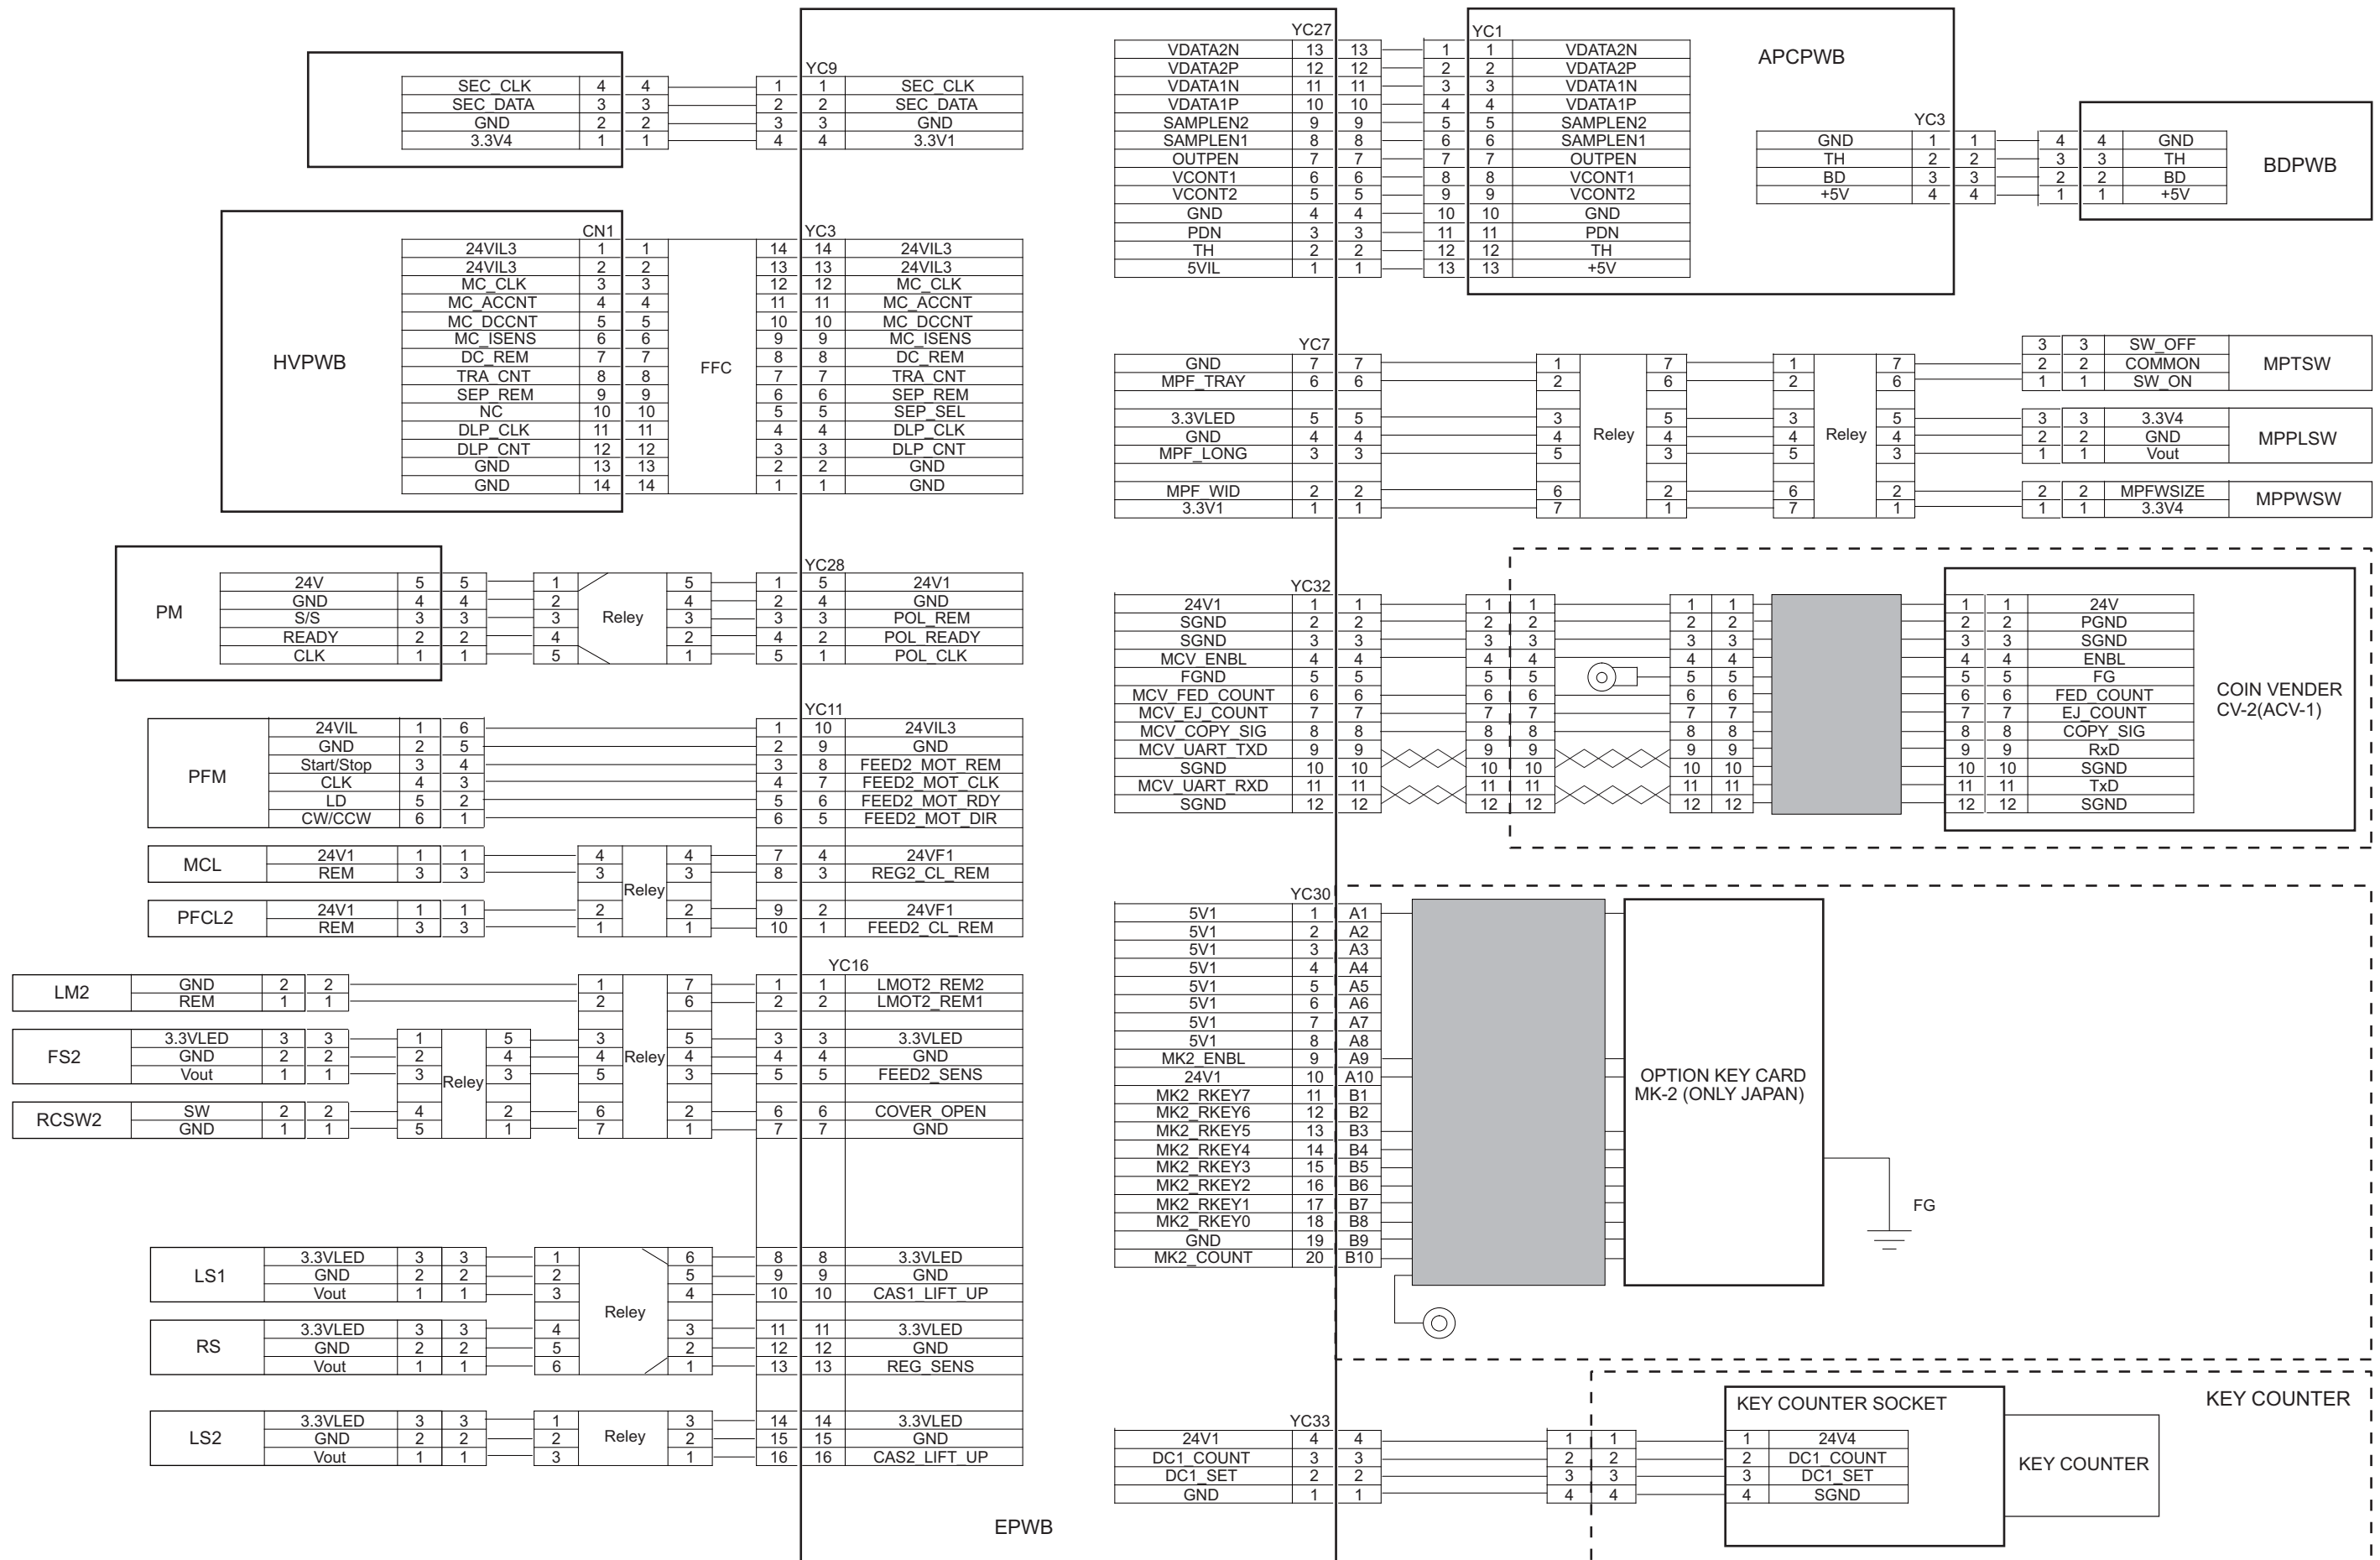 SEC_CLK 4 4 1 1 SEC_CLK
SEC_DATA 3 3 2 2 SEC_DATA
GND 2 2 3 3 GND
3.3V4 1 1 4 4 3.3V1
YC9
HVPWB
CN1
FFC
YC3
24VIL3 1 1 14 14 24VIL3
24VIL3 2 2 13 13 24VIL3
MC_CLK 3 3 12 12 MC_CLK
MC_ACCNT 4 4 11 11 MC_ACCNT
MC_DCCNT 5 5 10 10 MC_DCCNT
MC_ISENS 6 6 9 9 MC_ISENS
DC_REM 7 7 8 8 DC_REM
TRA_CNT 8 8 7 7 TRA_CNT
SEP_REM 9 9 6 6 SEP_REM
NC 10 10 5 5 SEP_SEL
DLP_CLK 11 11 4 4 DLP_CLK
DLP_CNT 12 12 3 3 DLP_CNT
GND 13 13 2 2 GND
GND 14 14 1 1 GND
PM
Reley
YC28
24V 5 5 1 5 1 5 24V1
GND 4 4 2 4 2 4 GND
S/S 3 3 3 3 3 3 POL_REM
READY 2 2 4 2 4 2 POL_READY
CLK 1 1 5 1 5 1 POL_CLK
YC11
PFM
24VIL 1 6 1 10 24VIL3
GND 2 5 2 9 GND
Start/Stop 3 4 3 8 FEED2_MOT_REM
CLK 4 3 4 7 FEED2_MOT_CLK
LD 5 2 5 6 FEED2_MOT_RDY
CW/CCW 6 1 6 5 FEED2_MOT_DIR
MCL
24V1 1 1 4 4 7 4 24VF1
REM 3 3 3 3 8 3 REG2_CL_REM
Reley
PFCL2
24V1 1 1 2 2 9 2 24VF1
REM 3 3 1 1 10 1 FEED2_CL_REM
YC16
LM2
GND 2 2 1 7 1 1 LMOT2_REM2
REM 1 1 2 6 2 2 LMOT2_REM1
FS2
3.3VLED 3 3 1 5 3 5 3 3 3.3VLED
GND 2 2 2 4 4 Reley 4 4 4 GND
Vout 1 1 3 3 5 3 5 5 FEED2_SENS
Reley
RCSW2
SW 2 2 4 2 6 2 6 6 COVER_OPEN
GND 1 1 5 1 7 1 7 7 GND
LS1
3.3VLED 3 3 1 6 8 8 3.3VLED
GND 2 2 2 5 9 9 GND
Vout 1 1 3 4 10 10 CAS1_LIFT_UP
Reley
RS
3.3VLED 3 3 4 3 11 11 3.3VLED
GND 2 2 5 2 12 12 GND
Vout 1 1 6 1 13 13 REG_SENS
LS2
3.3VLED 3 3 1 3 14 14 3.3VLED
GND 2 2 2 Reley 2 15 15 GND
Vout 1 1 3 1 16 16 CAS2_LIFT_UP
EPWB
YC27
YC1
APCPWB
VDATA2N 13 13 1 1 VDATA2N
VDATA2P 12 12 2 2 VDATA2P
VDATA1N 11 11 3 3 VDATA1N
VDATA1P 10 10 4 4 VDATA1P
SAMPLEN2 9 9 5 5 SAMPLEN2
SAMPLEN1 8 8 6 6 SAMPLEN1
OUTPEN 7 7 7 7 OUTPEN
VCONT1 6 6 8 8 VCONT1
VCONT2 5 5 9 9 VCONT2
GND 4 4 10 10 GND
PDN 3 3 11 11 PDN
TH 2 2 12 12 TH
5VIL 1 1 13 13 +5V
YC3
BDPWB
GND 1 1 4 4 GND
TH 2 2 3 3 TH
BD 3 3 2 2 BD
+5V 4 4 1 1 +5V
YC7
3 3 SW_OFF
GND 7 7 1 7 1 7 2 2 COMMON
MPF_TRAY 6 6 2 6 2 6 1 1 SW_ON
MPTSW
3.3VLED 5 5 3 5 3 5 3 3 3.3V4
GND 4 4 4 Reley 4 4 Reley 4 2 2 GND
MPF_LONG 3 3 5 3 5 3 1 1 Vout
MPPLSW
MPF_WID 2 2 6 2 6 2 2 2 MPFWSIZE
3.3V1 1 1 7 1 7 1 1 1 3.3V4
MPPWSW
YC32
24V1 1 1 1 1 1 1 1 1 24V
SGND 2 2 2 2 2 2 2 2 PGND
SGND 3 3 3 3 3 3 3 3 SGND
MCV_ENBL 4 4 4 4 4 4 4 4 ENBL
FGND 5 5 5 5 5 5 5 5 FG
MCV_FED_COUNT 6 6 6 6 6 6 6 6 FED_COUNT
MCV_EJ_COUNT 7 7 7 7 7 7 7 7 EJ_COUNT
MCV_COPY_SIG 8 8 8 8 8 8 8 8 COPY_SIG
MCV_UART_TXD 9 9 9 9 9 9 9 9 RxD
SGND 10 10 10 10 10 10 10 10 SGND
MCV_UART_RXD 11 11 11 11 11 11 11 11 TxD
SGND 12 12 12 12 12 12 12 12 SGND
COIN VENDER
CV-2(ACV-1)
YC30
5V1 1 A1
5V1 2 A2
5V1 3 A3
5V1 4 A4
5V1 5 A5
5V1 6 A6
5V1 7 A7
5V1 8 A8
MK2_ENBL 9 A9
24V1 10 A10
MK2_RKEY7 11 B1
MK2_RKEY6 12 B2
MK2_RKEY5 13 B3
MK2_RKEY4 14 B4
MK2_RKEY3 15 B5
MK2_RKEY2 16 B6
MK2_RKEY1 17 B7
MK2_RKEY0 18 B8
GND 19 B9
MK2_COUNT 20 B10
OPTION KEY CARD
MK-2 (ONLY JAPAN)
FG
KEY COUNTER
KEY COUNTER SOCKET
YC33
24V1 4 4 1 1 1 24V4
DC1_COUNT 3 3 2 2 2 DC1_COUNT
DC1_SET 2 2 3 3 3 DC1_SET
GND 1 1 4 4 4 SGND
KEY COUNTER